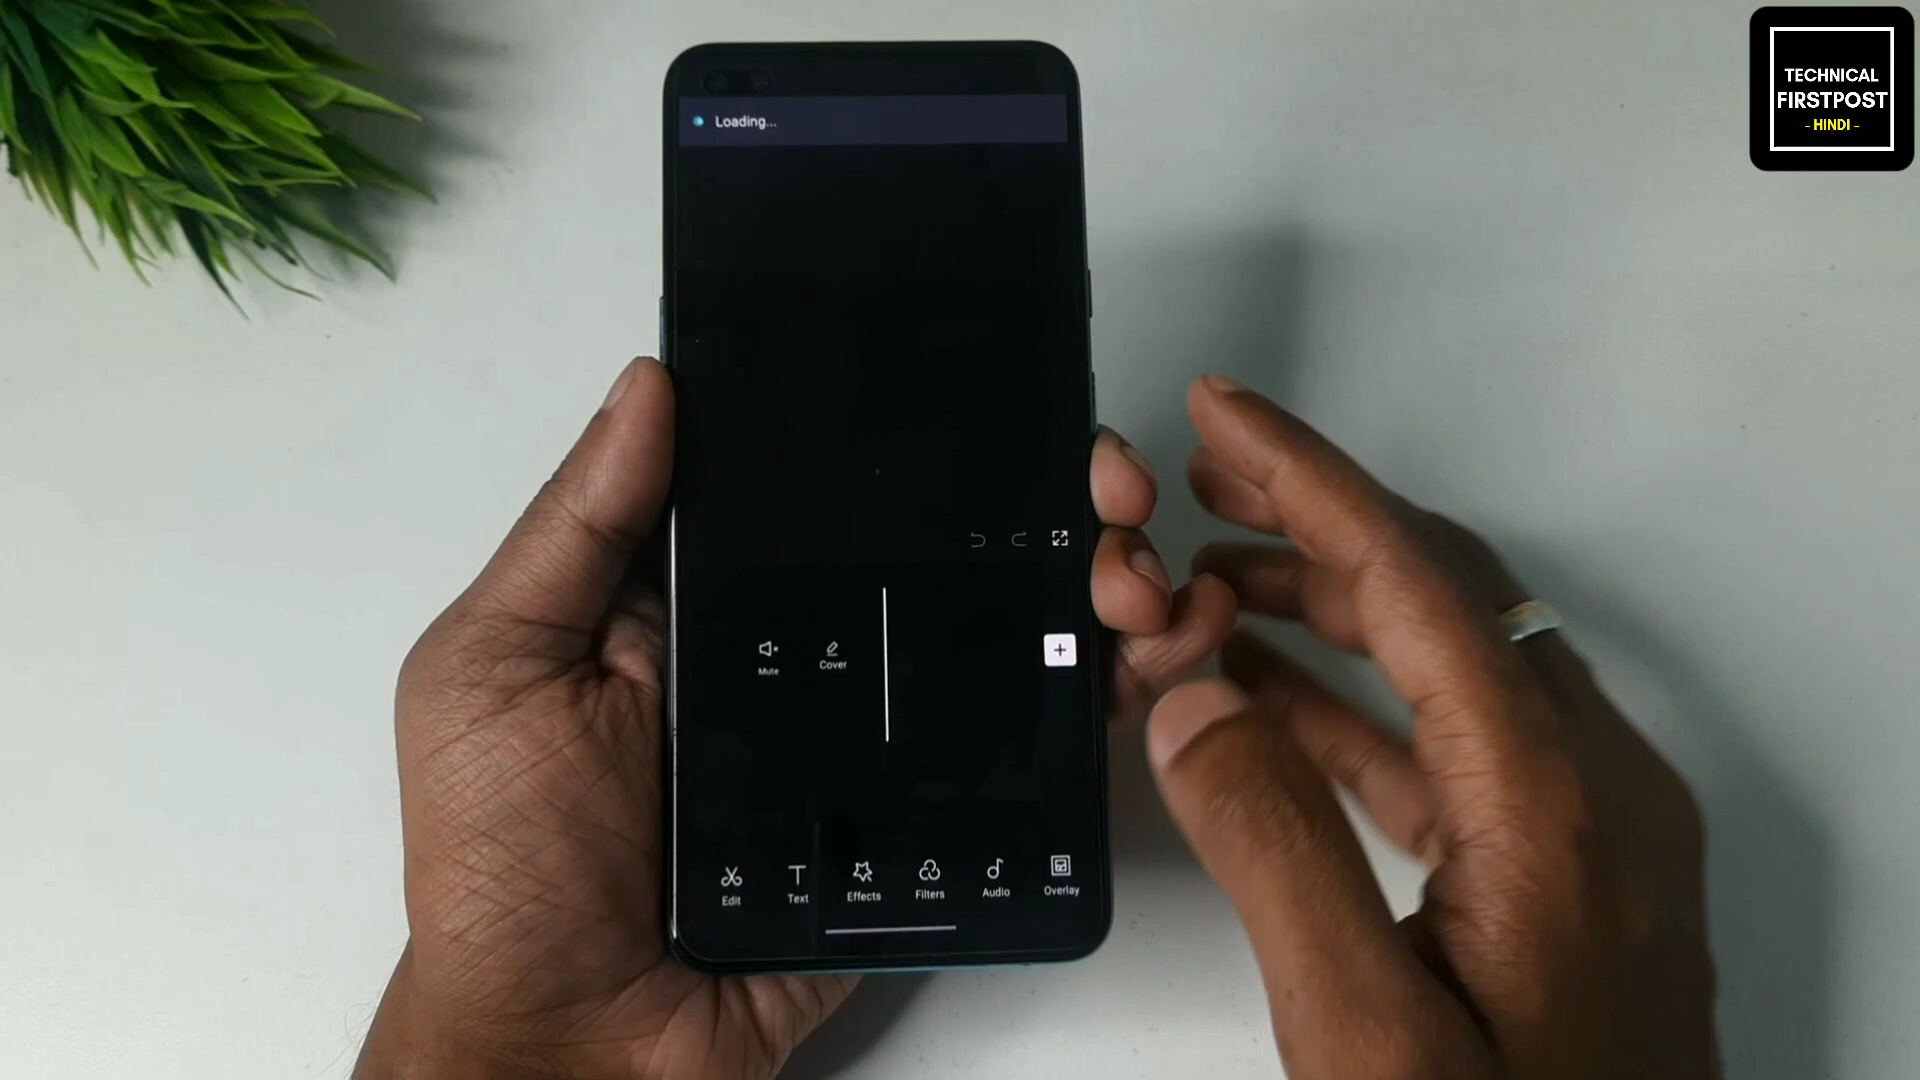 TECHNICAL
FIRSTPOST
- HINDI -
Loading...
Mute
Cover
Edit
Text
Effects
Filters
Audio
Overlay